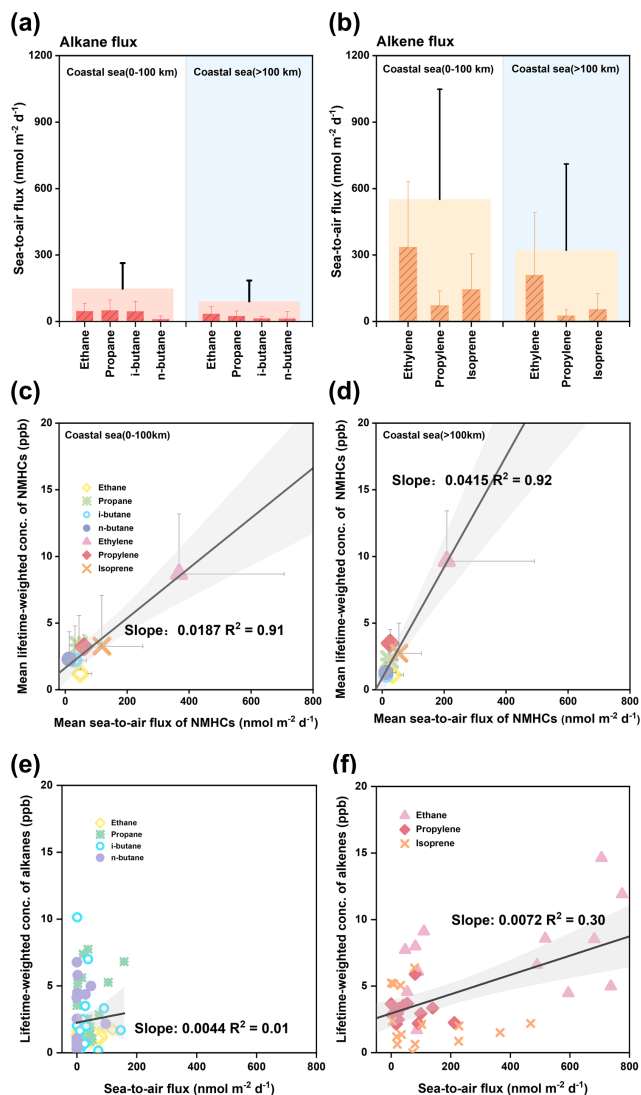 (a)
Alkane flux
Sea-to-air flux (nmol m⁻² d⁻¹)
1200
900
600
300
0
Coastal sea(0-100 km)
Coastal sea(>100 km)
Ethane
Propane
i-butane
n-butane
Ethane
Propane
i-butane
n-butane
(b)
Alkene flux
Sea-to-air flux (nmol m⁻² d⁻¹)
1200
900
600
300
0
Coastal sea(0-100 km)
Coastal sea(>100 km)
Ethylene
Propylene
Isoprene
Ethylene
Propylene
Isoprene
(c)
Mean lifetime-weighted conc. of NMHCs (ppb)
20
15
10
5
0
Coastal sea(0-100km)
Ethane
Propane
i-butane
n-butane
Ethylene
Propylene
Isoprene
Slope: 0.0187 R² = 0.91
0 200 400 600 800
Mean sea-to-air flux of NMHCs (nmol m⁻² d⁻¹)
(d)
Mean lifetime-weighted conc. of NMHCs (ppb)
20
15
10
5
0
Coastal sea(>100km)
Slope: 0.0415 R² = 0.92
0 200 400 600 800
Mean sea-to-air flux of NMHCs (nmol m⁻² d⁻¹)
(e)
Lifetime-weighted conc. of alkanes (ppb)
20
15
10
5
0
Ethane
Propane
i-butane
n-butane
Slope: 0.0044 R² = 0.01
0 200 400 600 800
Sea-to-air flux (nmol m⁻² d⁻¹)
(f)
Lifetime-weighted conc. of alkenes (ppb)
20
15
10
5
0
Ethane
Propylene
Isoprene
Slope: 0.0072 R² = 0.30
0 200 400 600 800
Sea-to-air flux (nmol m⁻² d⁻¹)